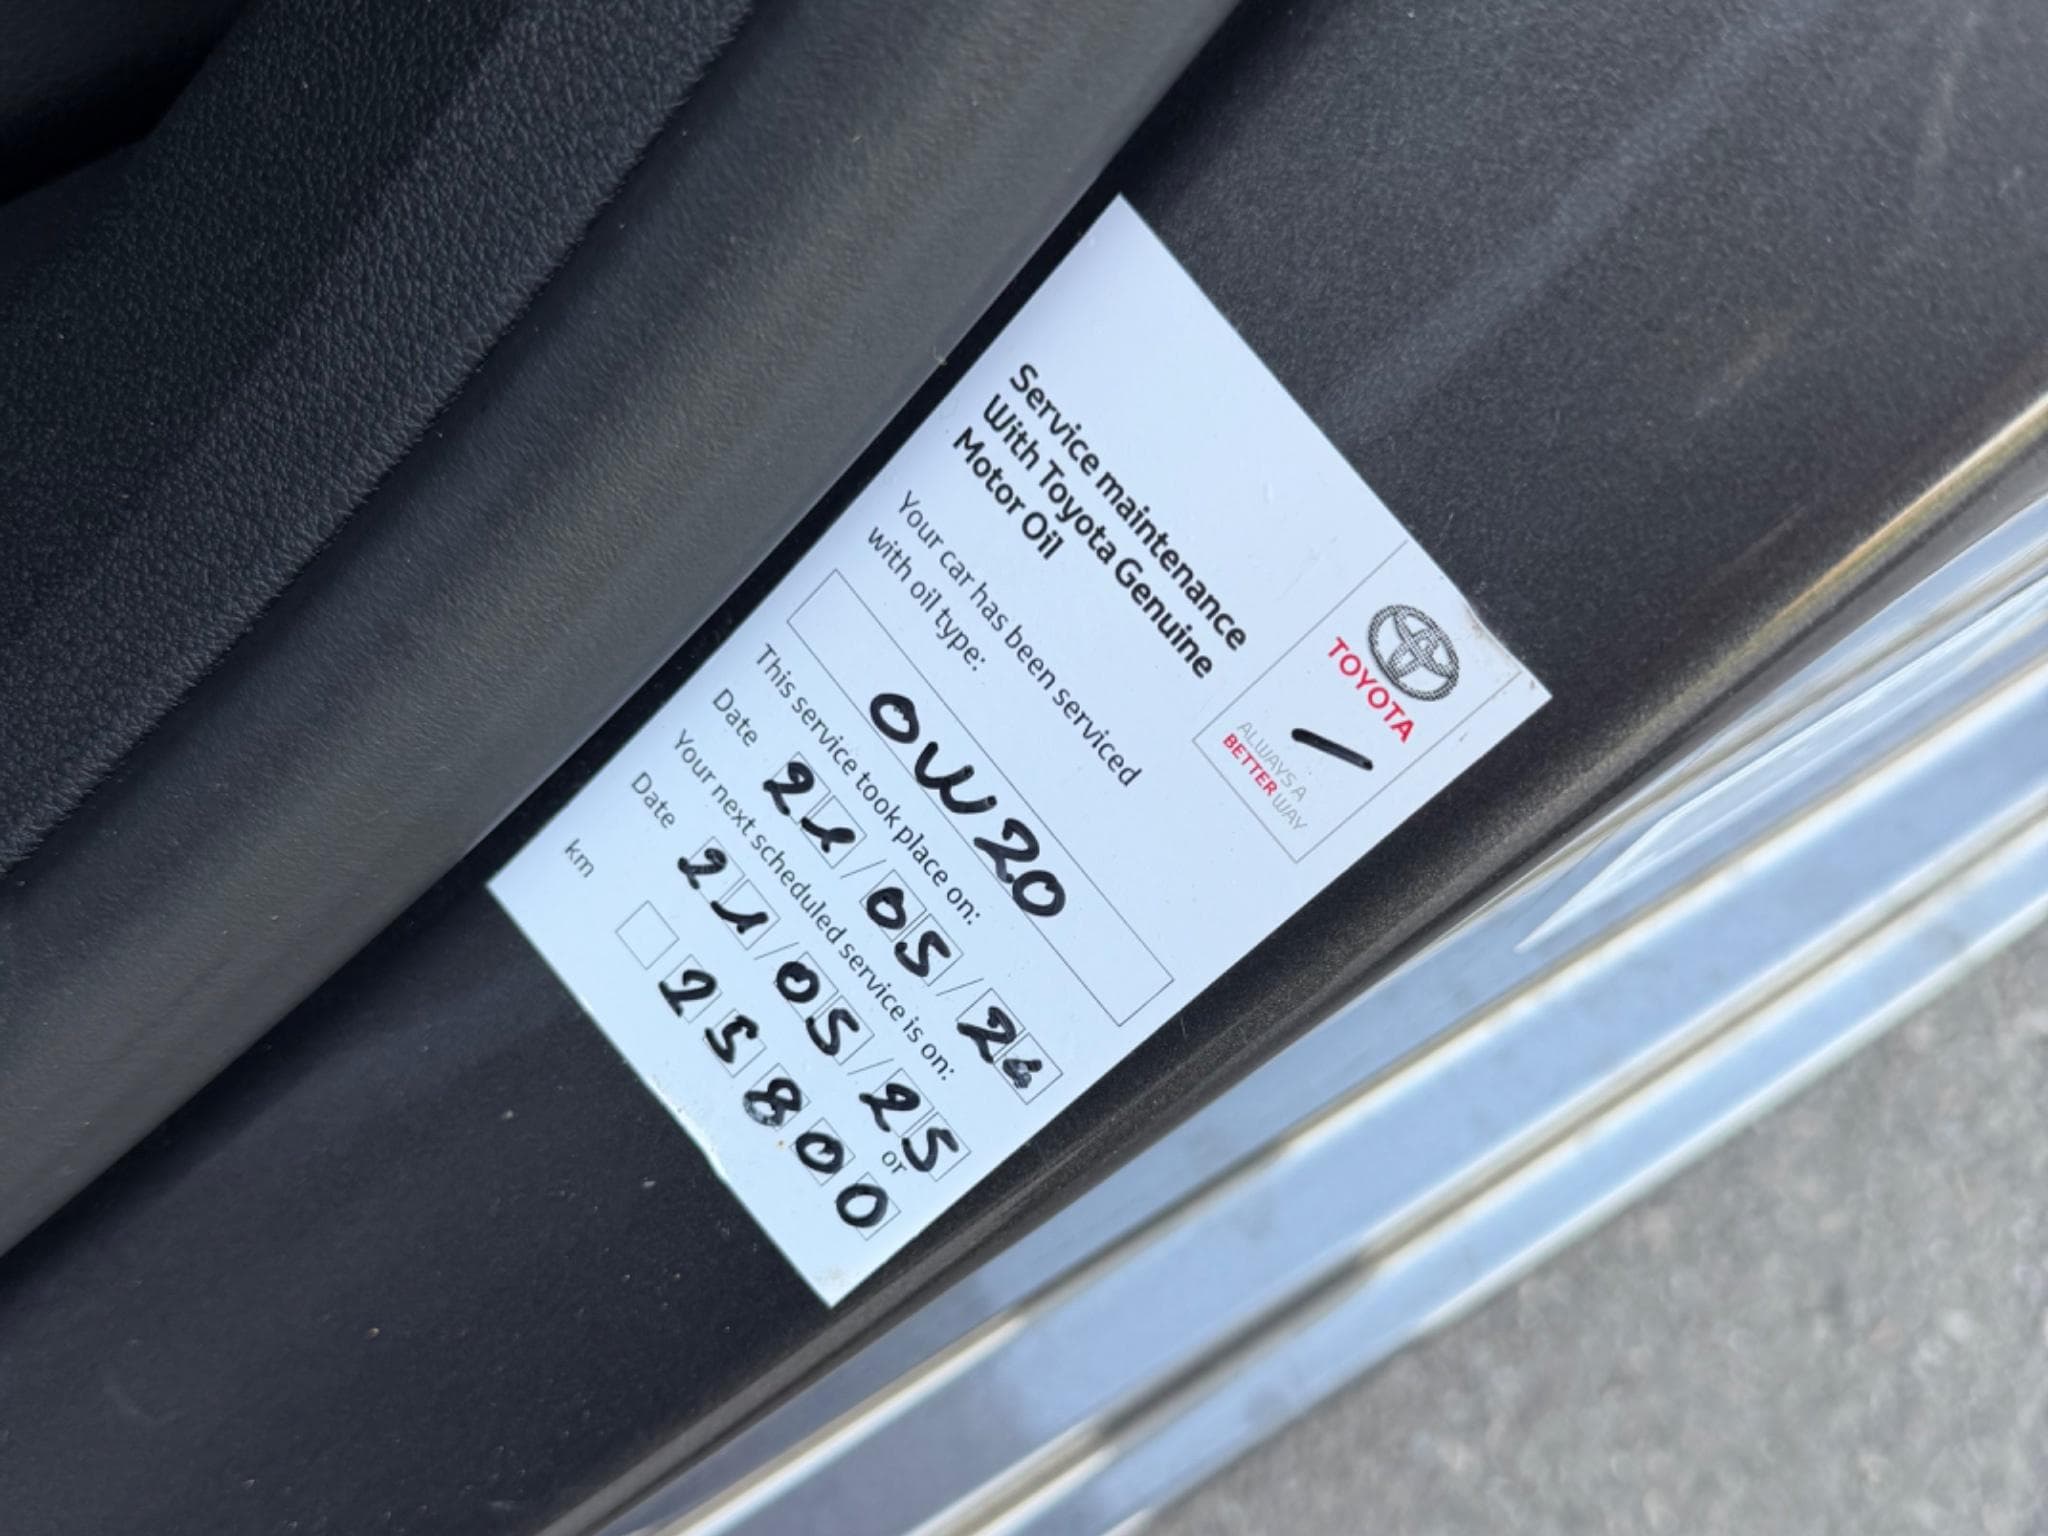 TOYOTA
ALWAYS A
BETTER WAY
Service maintenance
With Toyota Genuine
Motor Oil
Your car has been serviced
with oil type:
0W20
This service took place on:
Date 21/05/24
Your next scheduled service is on:
Date 21/05/25 or
km 25800